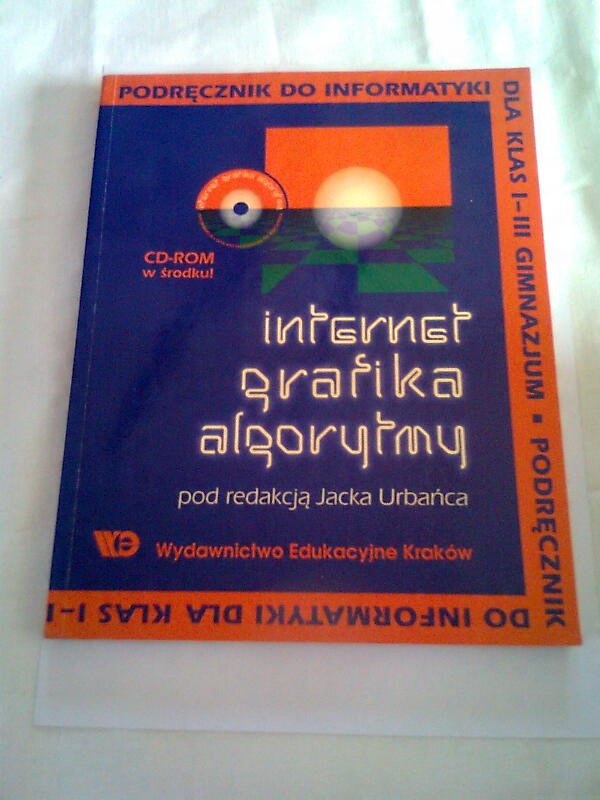 PODRĘCZNIK DO INFORMATYKI
DLA KLAS I-III GIMNAZJUM ▪ PODRĘCZNIK
DO INFORMATYKI DLA KLAS I-I
CD-ROM
w środku!
internet
grafika
algorytmy
pod redakcją Jacka Urbańca
WE Wydawnictwo Edukacyjne Kraków